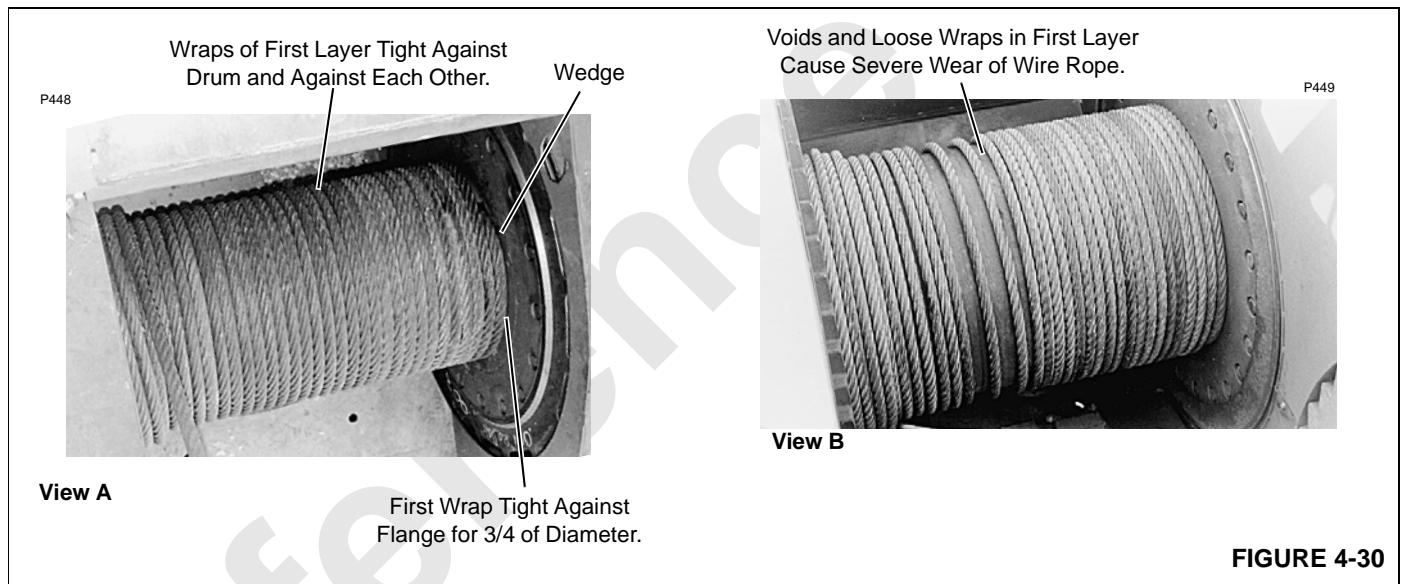 P448
Wraps of First Layer Tight Against
Drum and Against Each Other.
Wedge
View A
First Wrap Tight Against
Flange for 3/4 of Diameter.
Voids and Loose Wraps in First Layer
Cause Severe Wear of Wire Rope.
P449
View B
FIGURE 4-30